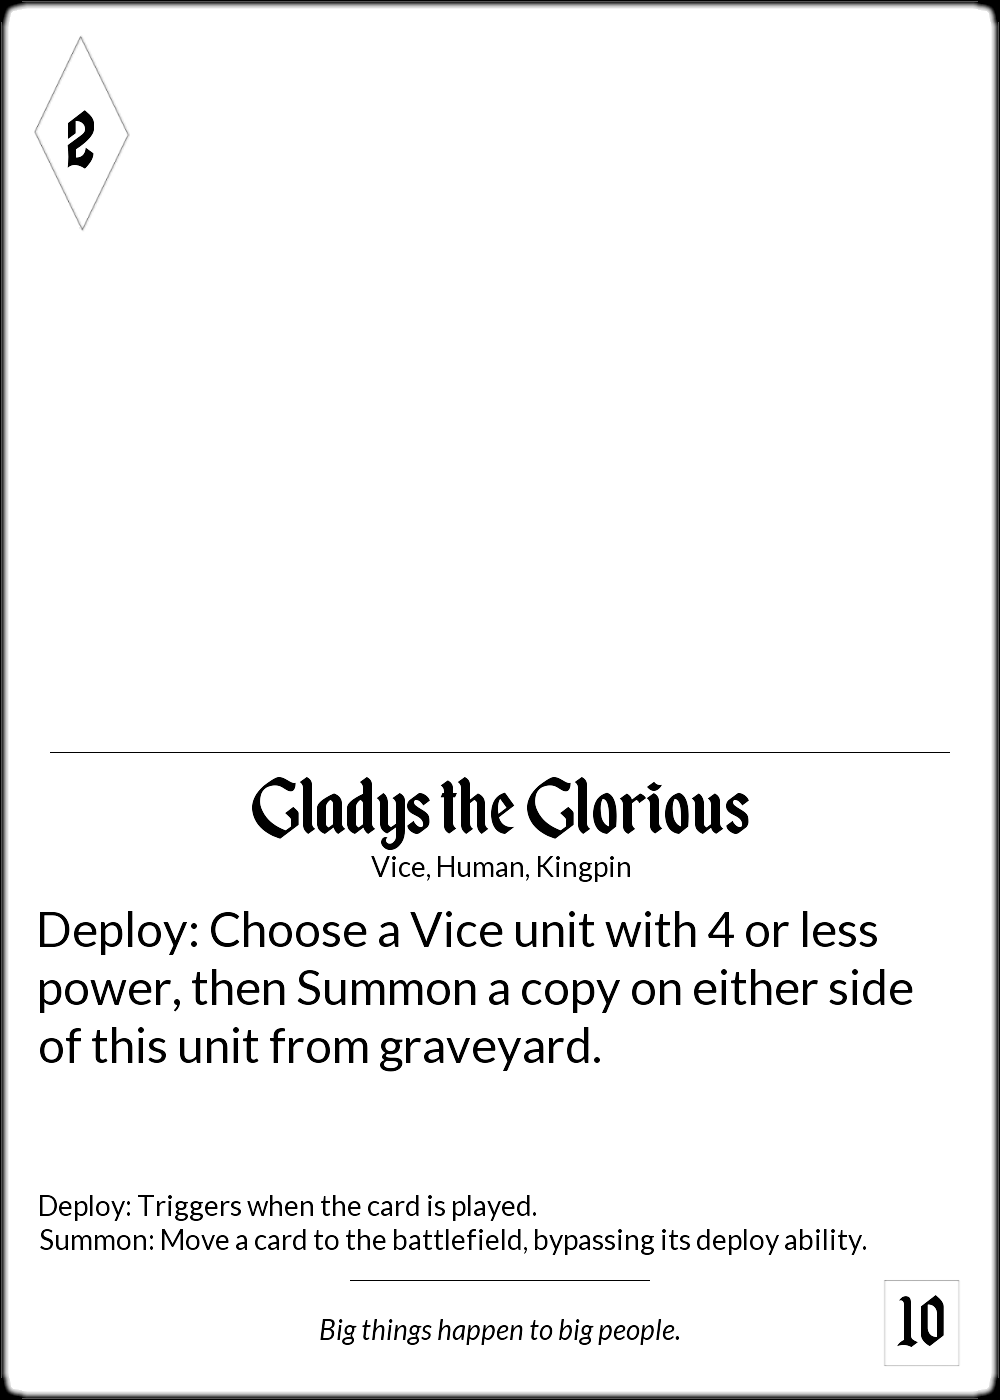 2
Gladys the Glorious
Vice, Human, Kingpin
Deploy: Choose a Vice unit with 4 or less
power, then Summon a copy on either side
of this unit from graveyard.
Deploy: Triggers when the card is played.
Summon: Move a card to the battlefield, bypassing its deploy ability.
Big things happen to big people.
10